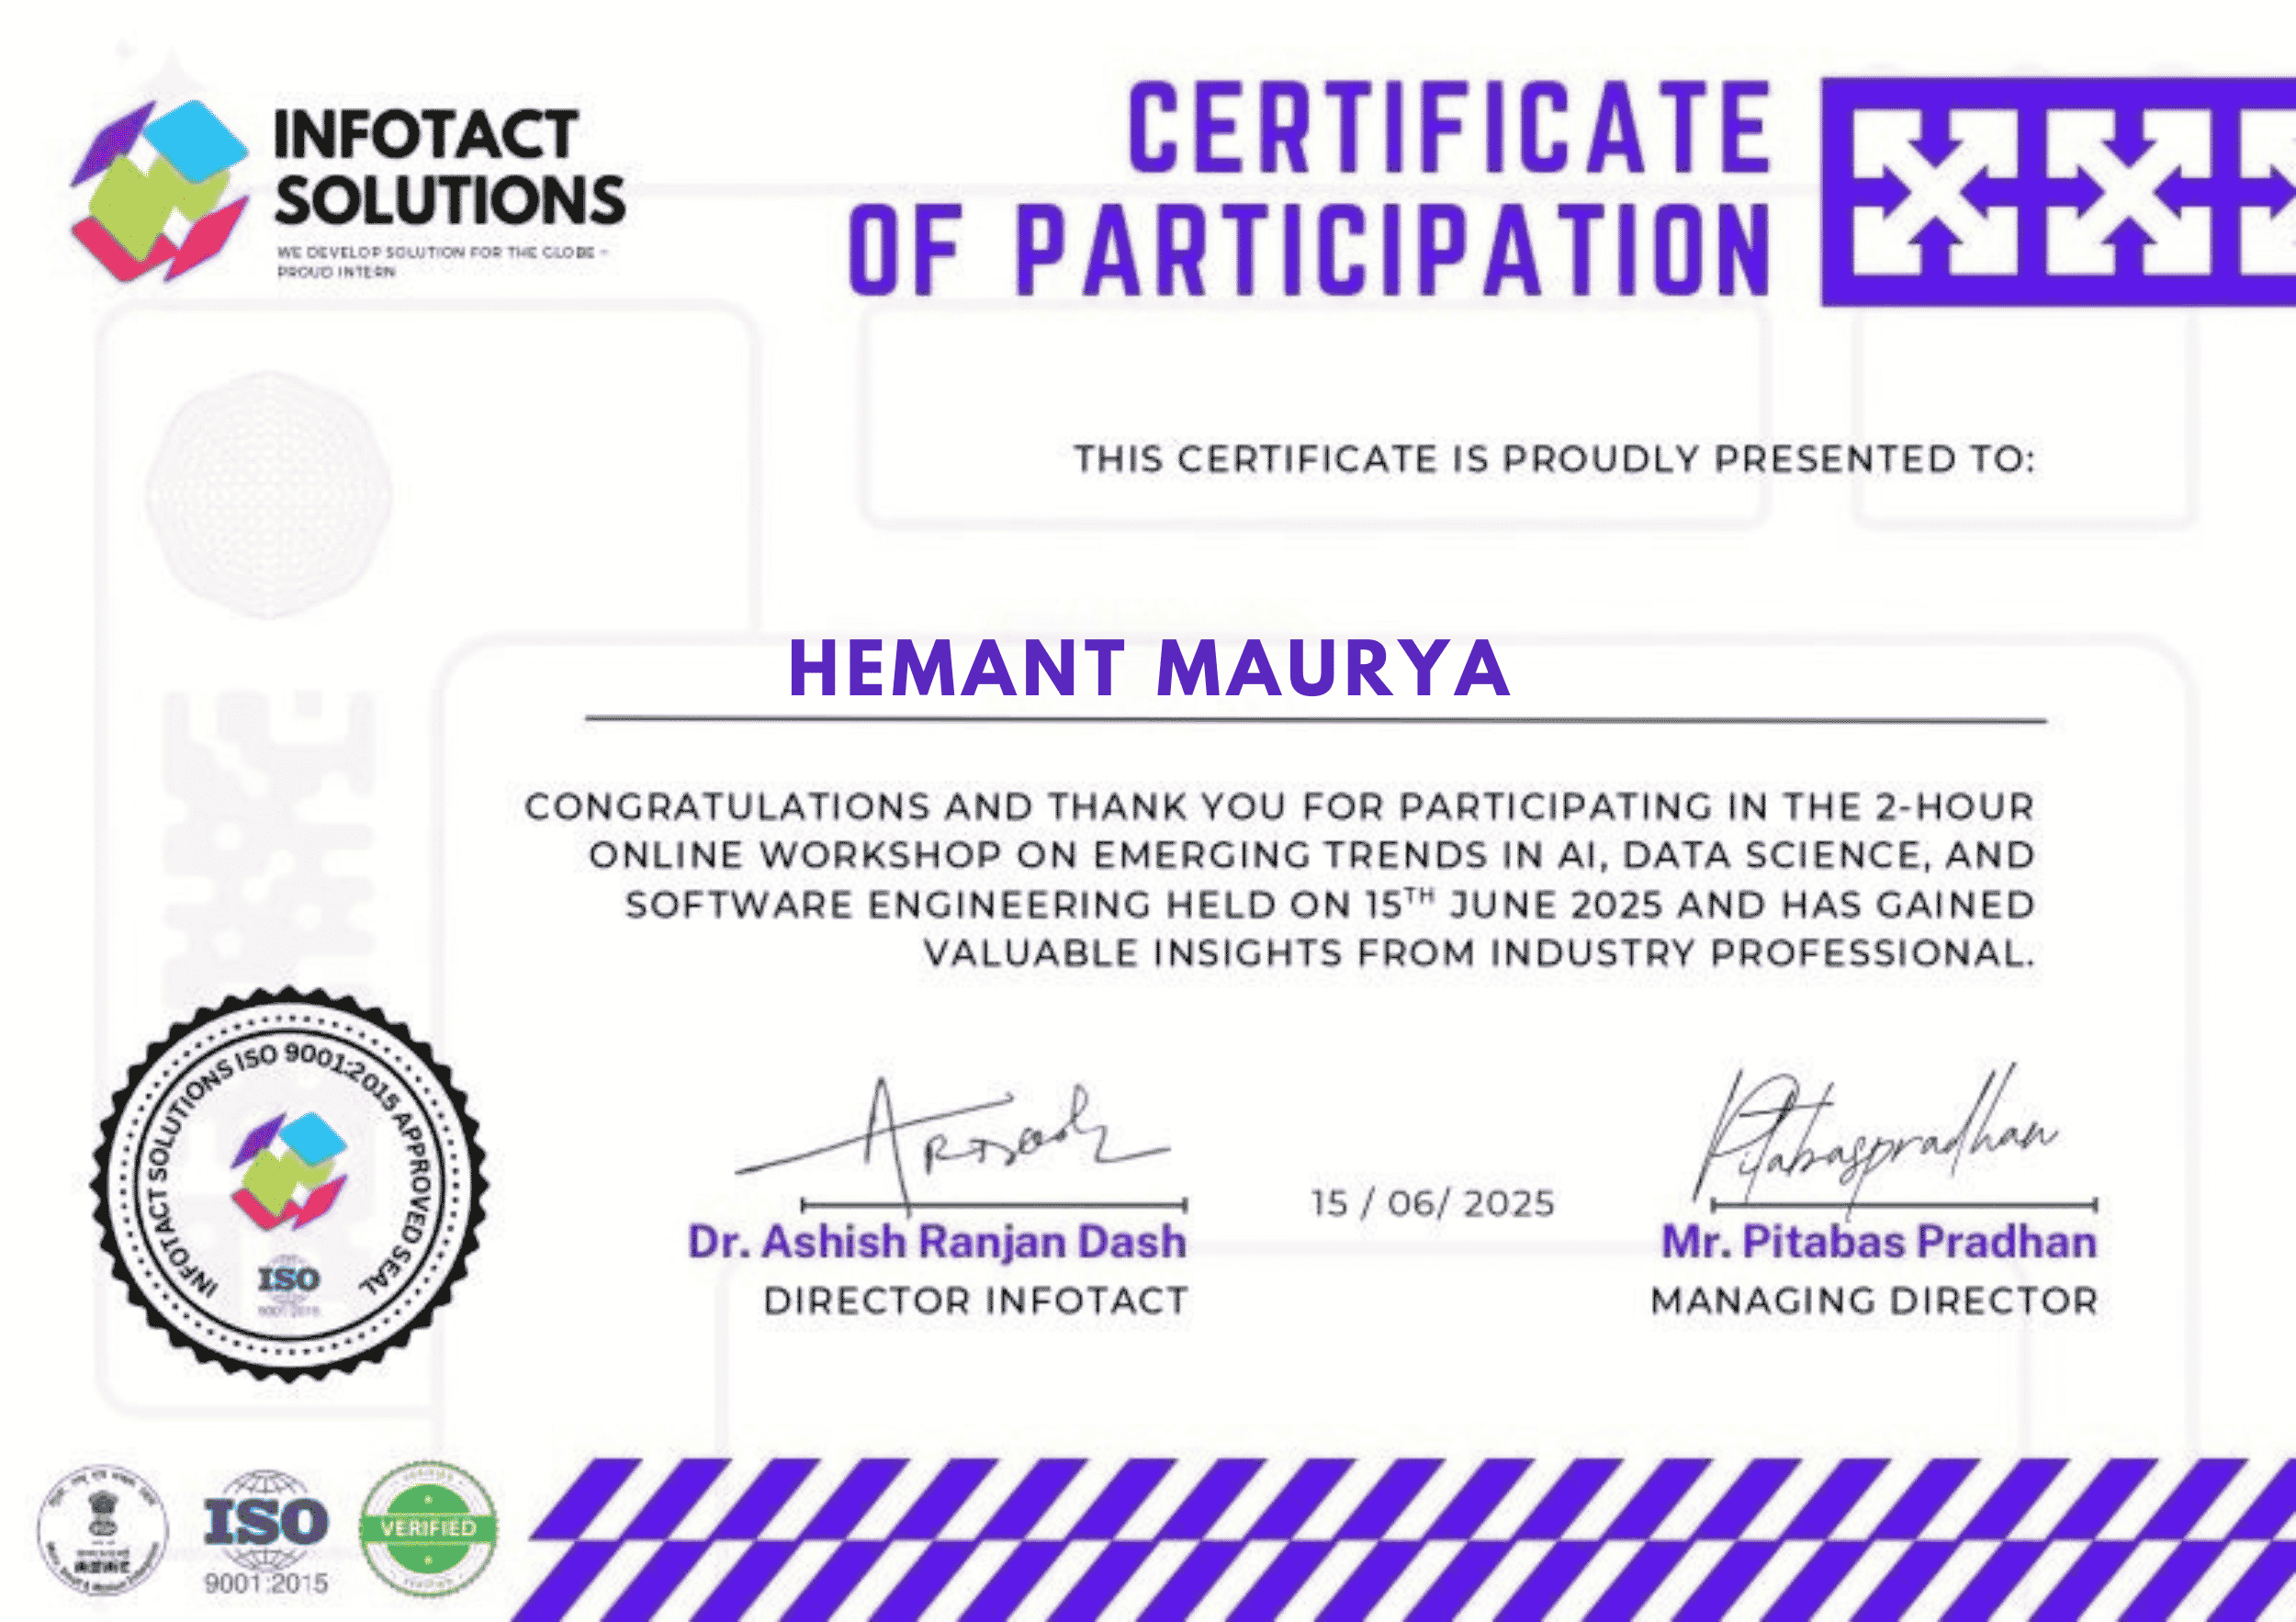 INFOTACT
SOLUTIONS
WE DEVELOP SOLUTION FOR THE GLOBE –
PROUD INTERN
CERTIFICATE
OF PARTICIPATION
THIS CERTIFICATE IS PROUDLY PRESENTED TO:
HEMANT MAURYA
CONGRATULATIONS AND THANK YOU FOR PARTICIPATING IN THE 2-HOUR
ONLINE WORKSHOP ON EMERGING TRENDS IN AI, DATA SCIENCE, AND
SOFTWARE ENGINEERING HELD ON 15TH JUNE 2025 AND HAS GAINED
VALUABLE INSIGHTS FROM INDUSTRY PROFESSIONAL.
INFOTACT SOLUTIONS ISO 9001:2015 APPROVED SEAL
ISO
9001:2015
Pitabaspradhan
15 / 06/ 2025
Dr. Ashish Ranjan Dash
DIRECTOR INFOTACT
Mr. Pitabas Pradhan
MANAGING DIRECTOR
ISO
9001:2015
VERIFIED